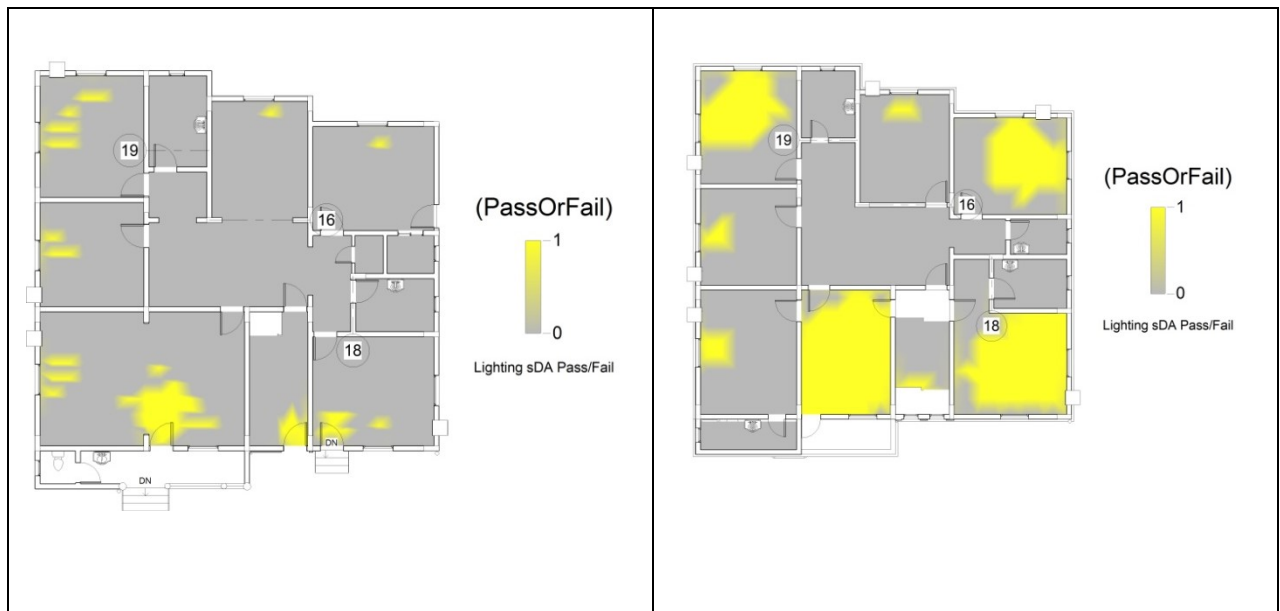 19
16
(PassOrFail)
1
0
Lighting sDA Pass/Fail
18
DN
DN
19
16
(PassOrFail)
1
0
Lighting sDA Pass/Fail
18